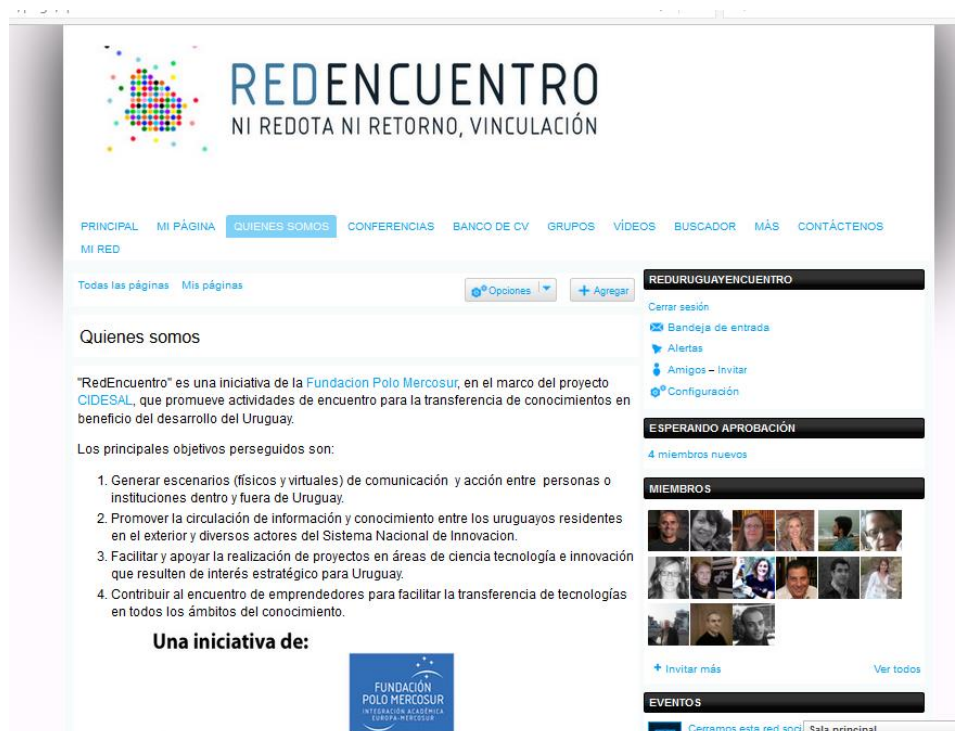 REDENCUENTRO
NI REDOTA NI RETORNO, VINCULACIÓN
PRINCIPAL MI PÁGINA QUIENES SOMOS CONFERENCIAS BANCO DE CV GRUPOS VÍDEOS BUSCADOR MÁS CONTÁCTENOS
MI RED
Todas las páginas Mis páginas Opciones + Agregar
Quienes somos
"RedEncuentro" es una iniciativa de la Fundacion Polo Mercosur, en el marco del proyecto
CIDESAL, que promueve actividades de encuentro para la transferencia de conocimientos en
beneficio del desarrollo del Uruguay.
Los principales objetivos perseguidos son:
1. Generar escenarios (físicos y virtuales) de comunicación y acción entre personas o
instituciones dentro y fuera de Uruguay.
2. Promover la circulación de información y conocimiento entre los uruguayos residentes
en el exterior y diversos actores del Sistema Nacional de Innovacion.
3. Facilitar y apoyar la realización de proyectos en áreas de ciencia tecnología e innovación
que resulten de interés estratégico para Uruguay.
4. Contribuir al encuentro de emprendedores para facilitar la transferencia de tecnologías
en todos los ámbitos del conocimiento.
Una iniciativa de:
FUNDACIÓN
POLO MERCOSUR
INTEGRACIÓN ACADÉMICA
EUROPA-MERCOSUR
REDURUGUAYENCUENTRO
Cerrar sesión
Bandeja de entrada
Alertas
Amigos – Invitar
Configuración
ESPERANDO APROBACIÓN
4 miembros nuevos
MIEMBROS
+ Invitar más Ver todos
EVENTOS
Cerramos esta red soci
Sala principal